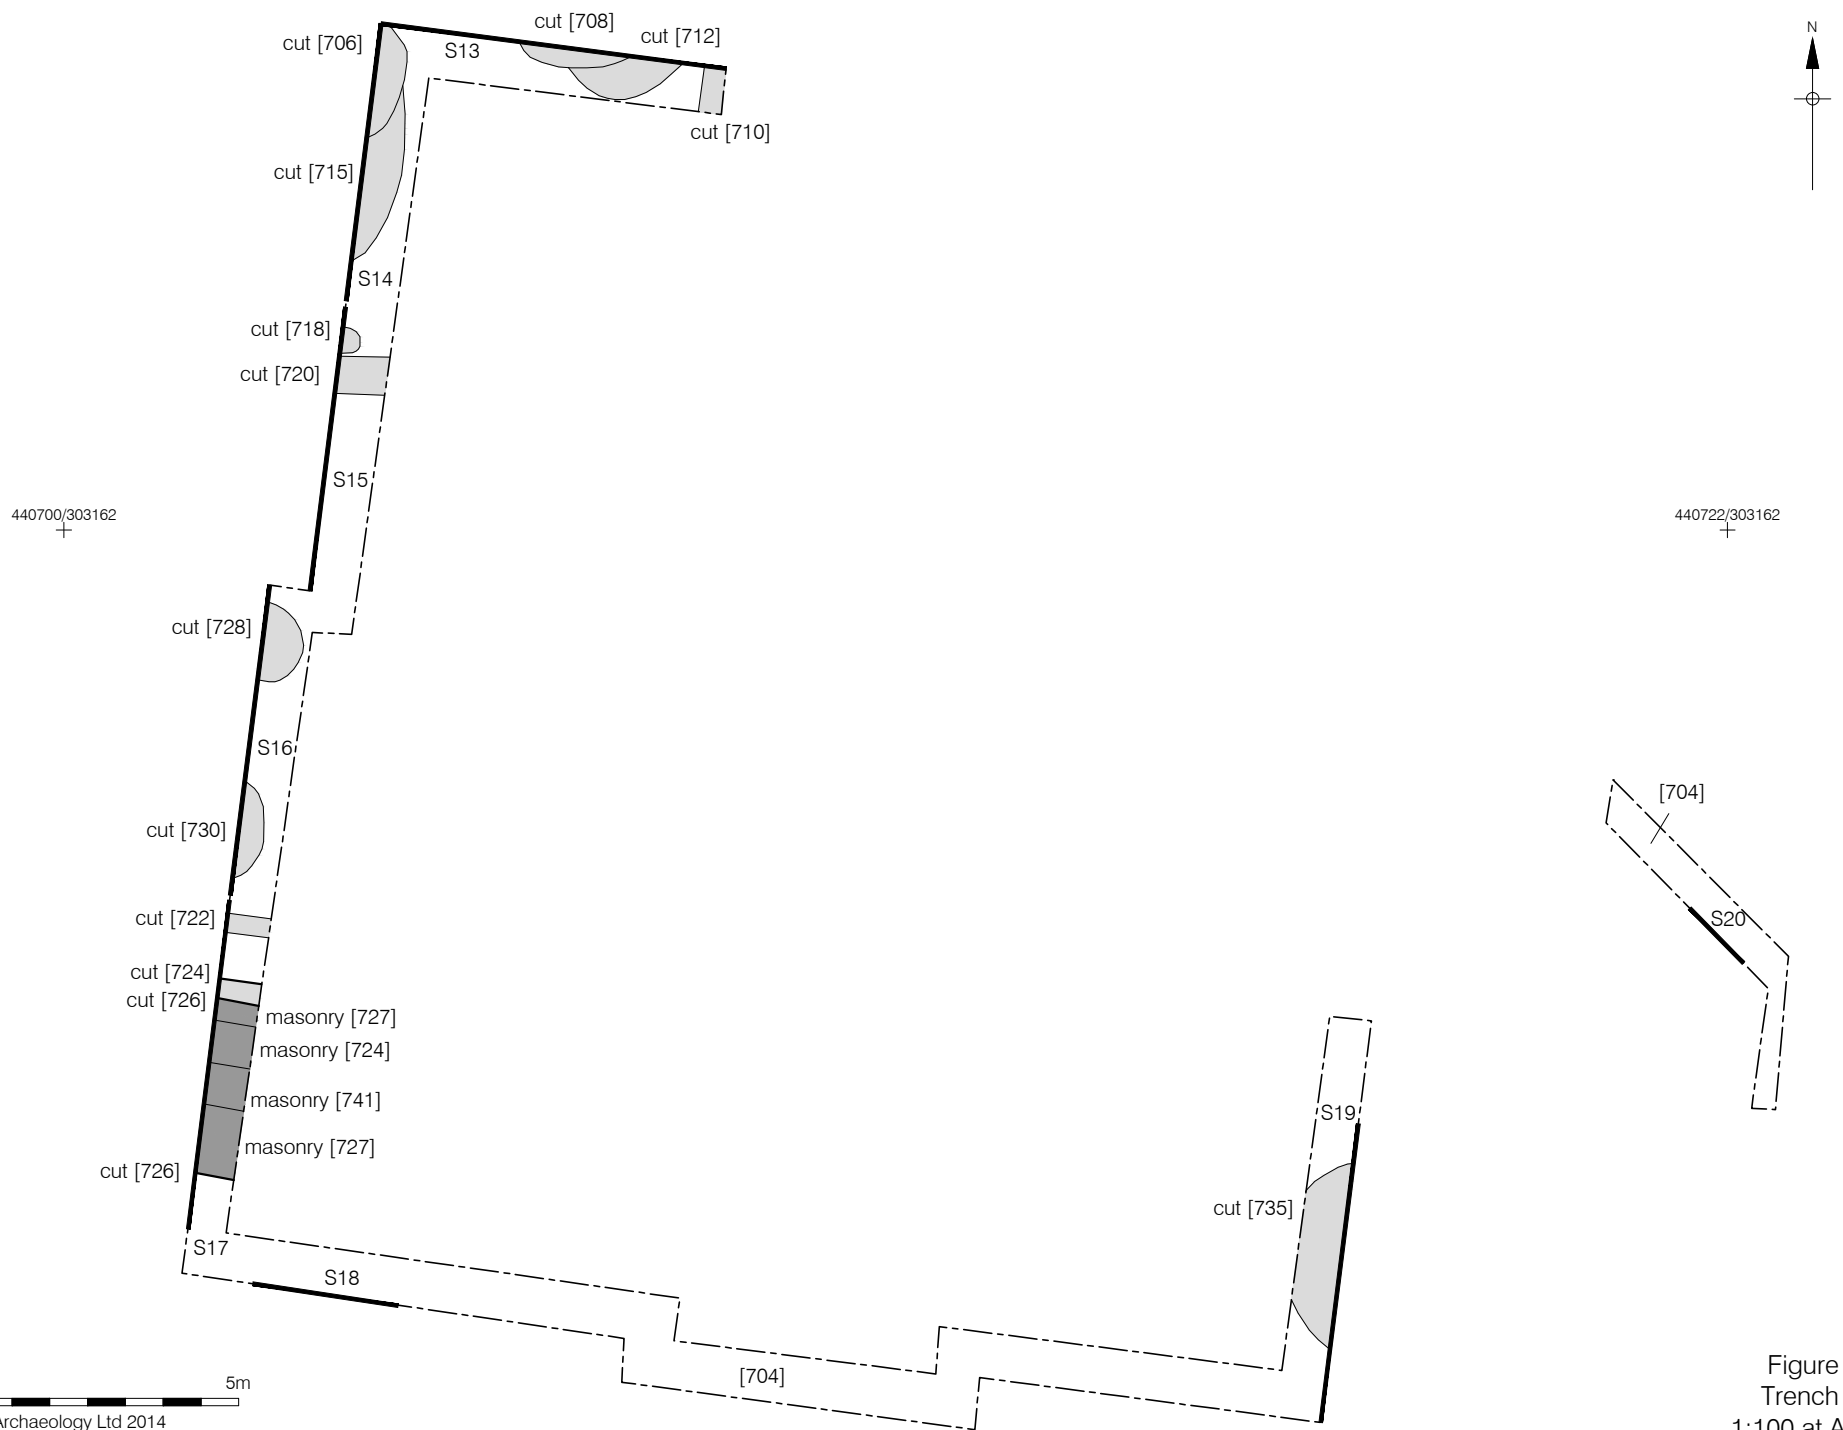 cut [708]
cut [712]
cut [706]
S13
N
cut [710]
cut [715]
S14
cut [718]
cut [720]
S15
440700/303162
440722/303162
cut [728]
S16
[704]
cut [730]
cut [722]
S20
cut [724]
cut [726]
masonry [727]
masonry [724]
masonry [741]
S19
masonry [727]
cut [726]
cut [735]
S17
S18
[704]
5m
Archaeology Ltd 2014
Figure
Trench
1:100 at A